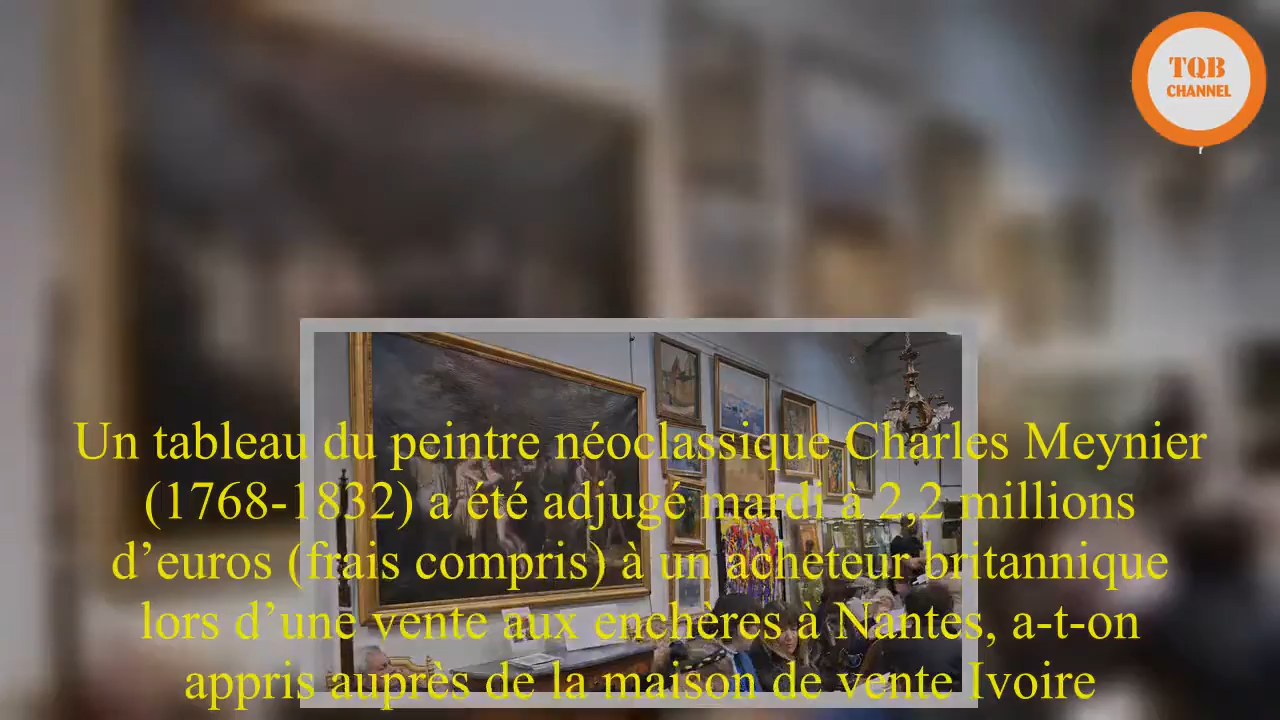 TQB
CHANNEL
Un tableau du peintre néoclassique Charles Meynier
(1768-1832) a été adjugé mardi à 2,2 millions
d’euros (frais compris) à un acheteur britannique
lors d’une vente aux enchères à Nantes, a-t-on
appris auprès de la maison de vente Ivoire